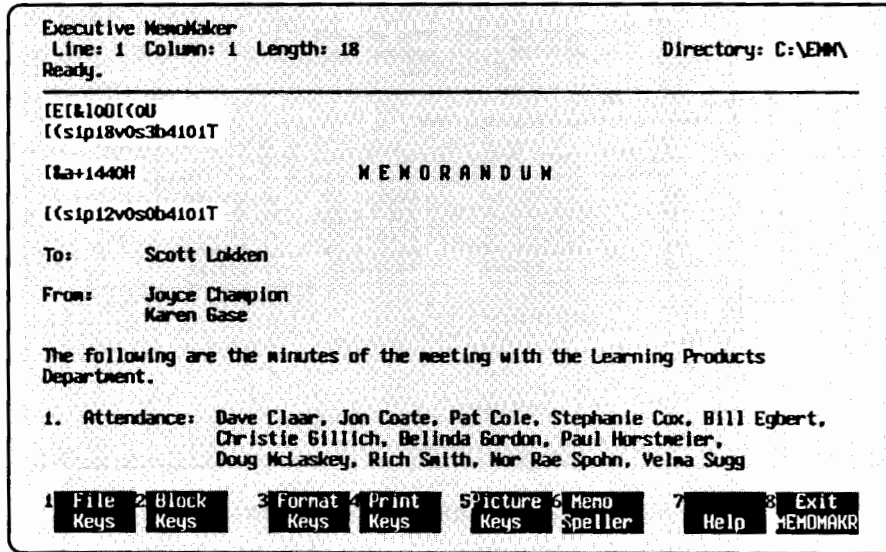 Executive MemoMaker
Line: 1 Column: 1 Length: 18 Directory: C:\EMM\
Ready.
[E[&l0O[(0U
[(s1p18v0s3b4101T
[&a+1440H M E M O R A N D U M
[(s1p12v0s0b4101T
To: Scott Lokken
From: Joyce Champion
Karen Gase
The following are the minutes of the meeting with the Learning Products
Department.
1. Attendance: Dave Claar, Jon Coate, Pat Cole, Stephanie Cox, Bill Egbert,
Christie Gillich, Belinda Gordon, Paul Horstmeier,
Doug McLaskey, Rich Smith, Nor Rae Spohn, Velma Sugg
1 File 2 Block 3 Format 4 Print 5 Picture 6 Memo 7 8 Exit
Keys Keys Keys Keys Keys Speller Help MEMOMAKR